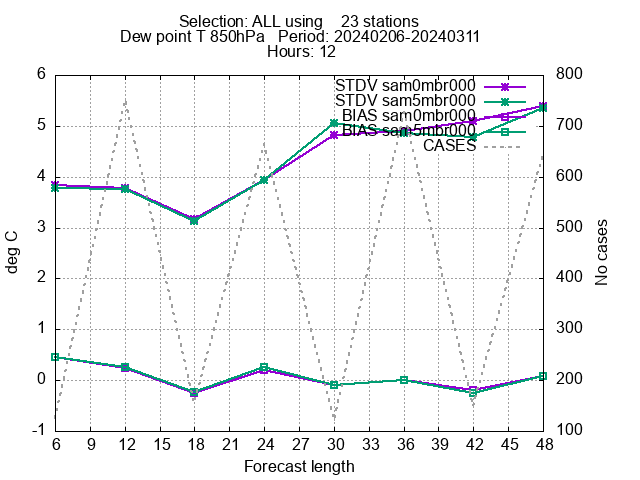 Selection: ALL using    23 stations
Dew point T 850hPa   Period: 20240206-20240311
Hours: 12
6 800
STDV sam0mbr000
STDV sam5mbr000
BIAS sam0mbr000
5 700
BIAS sam5mbr000
CASES
4 600
3 500
deg C
No cases
2 400
1 300
0 200
-1 100
6 9 12 15 18 21 24 27 30 33 36 39 42 45 48
Forecast length